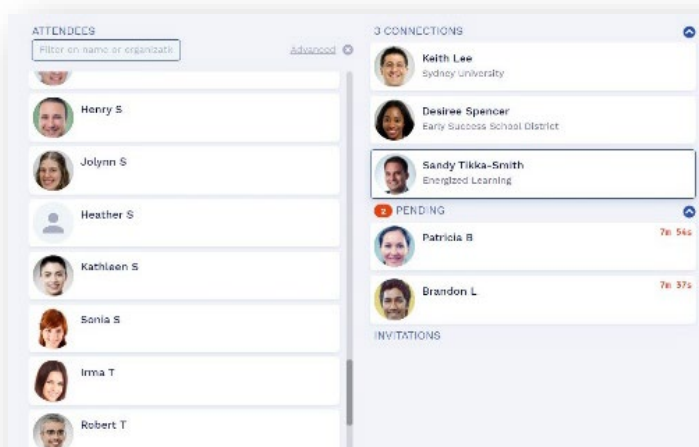 ATTENDEES
Filter on name or organizatic
Advanced
Henry S
Jolynn S
Heather S
Kathleen S
Sonia S
Irma T
Robert T
3 CONNECTIONS
Keith Lee
Sydney University
Desiree Spencer
Early Success School District
Sandy Tikka-Smith
Energized Learning
2 PENDING
Patricia B
7m 56s
Brandon L
7m 37s
INVITATIONS